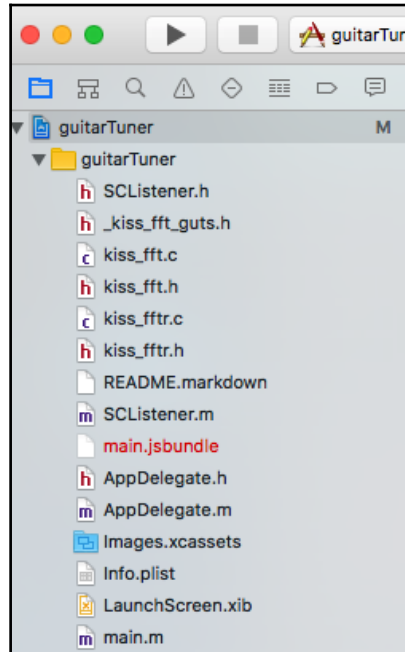 guitarTun
guitarTuner M
guitarTuner
h SCListener.h
h _kiss_fft_guts.h
c kiss_fft.c
h kiss_fft.h
c kiss_fftr.c
h kiss_fftr.h
README.markdown
m SCListener.m
main.jsbundle
h AppDelegate.h
m AppDelegate.m
Images.xcassets
Info.plist
LaunchScreen.xib
m main.m